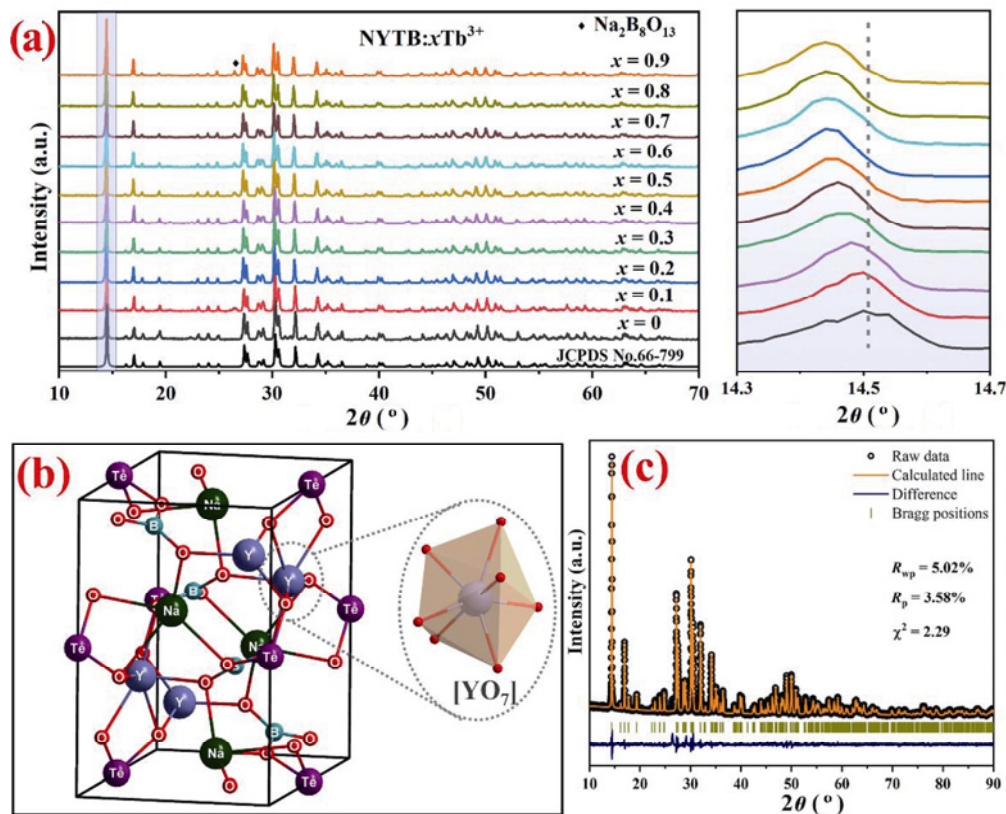 (a)
NYTB:xTb³⁺
♦ Na₂B₈O₁₃
x = 0.9
x = 0.8
x = 0.7
x = 0.6
x = 0.5
x = 0.4
x = 0.3
x = 0.2
x = 0.1
x = 0
JCPDS No.66-799
Intensity (a.u.)
10 20 30 40 50 60 70
2θ (°)
14.3 14.5 14.7
2θ (°)
(b)
Te
O
Na
Te
O
O
O
O
B
O
Y
O
Y
O
O
Te
B
O
Na
O
Te
Na
Te
O
Te
O
O
B
Y
O
Y
O
O
B
O
O
O
Na
O
Te
O
Te
[YO₇]
(c)
Raw data
Calculated line
Difference
Bragg positions
Rwp = 5.02%
Rp = 3.58%
χ² = 2.29
Intensity (a.u.)
10 20 30 40 50 60 70 80 90
2θ (°)